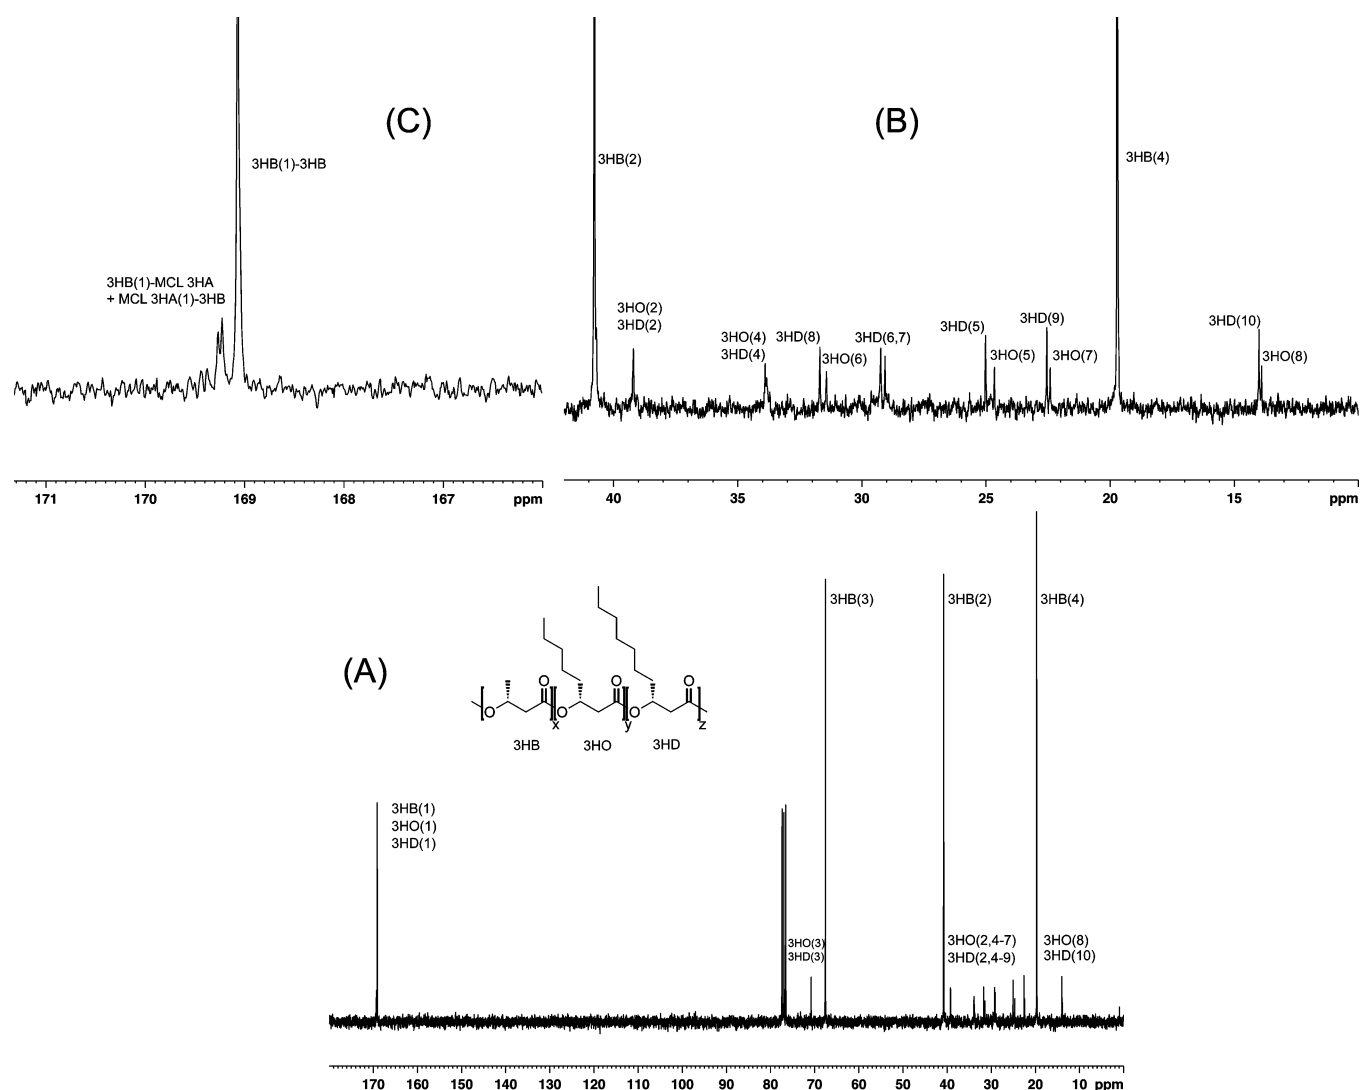 (C)
3HB(1)-3HB
3HB(1)-MCL 3HA
+ MCL 3HA(1)-3HB
171 170 169 168 167 ppm
(B)
3HB(2)
3HO(2)
3HD(2)
3HO(4)
3HD(4)
3HD(8)
3HO(6)
3HD(6,7)
3HD(5)
3HO(5)
3HD(9)
3HO(7)
3HB(4)
3HD(10)
3HO(8)
40 35 30 25 20 15 ppm
(A)
O O O O O O
x y z
3HB 3HO 3HD
3HB(1)
3HO(1)
3HD(1)
3HO(3)
3HD(3)
3HB(3)
3HB(2)
3HB(4)
3HO(2,4-7)
3HD(2,4-9)
3HO(8)
3HD(10)
170 160 150 140 130 120 110 100 90 80 70 60 50 40 30 20 10 ppm